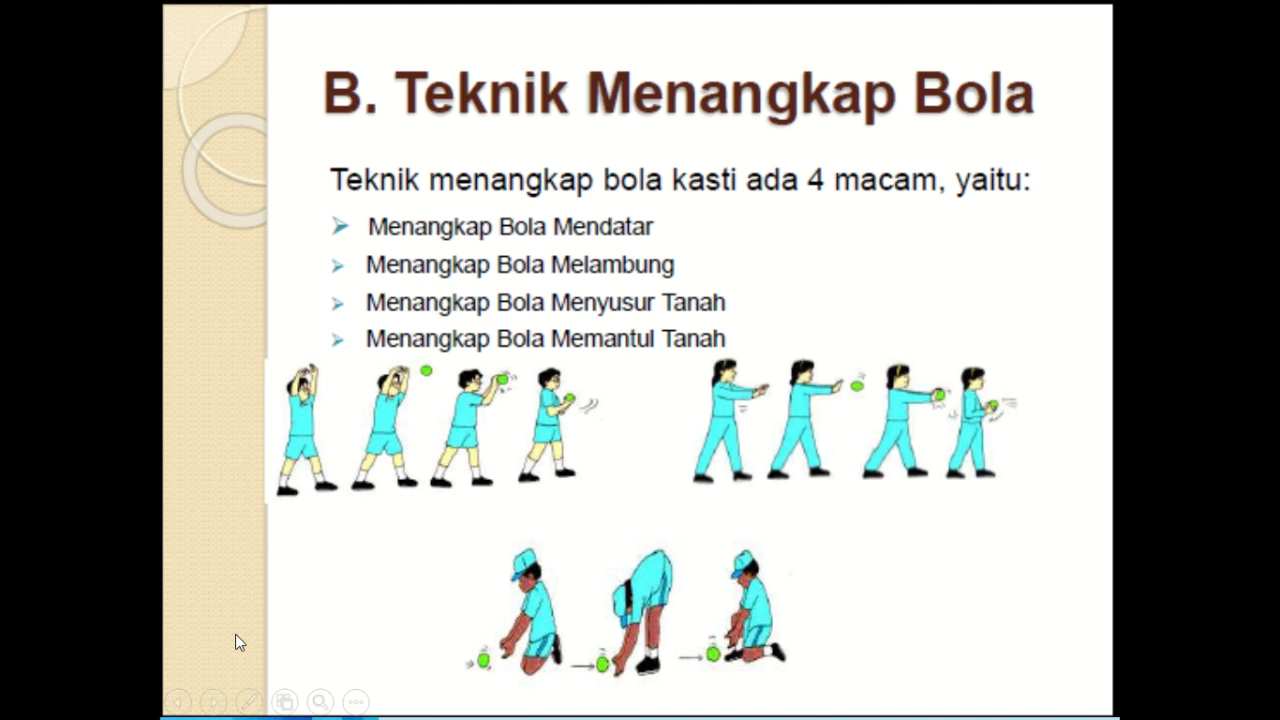 B. Teknik Menangkap Bola
Teknik menangkap bola kasti ada 4 macam, yaitu:
Menangkap Bola Mendatar
Menangkap Bola Melambung
Menangkap Bola Menyusur Tanah
Menangkap Bola Memantul Tanah